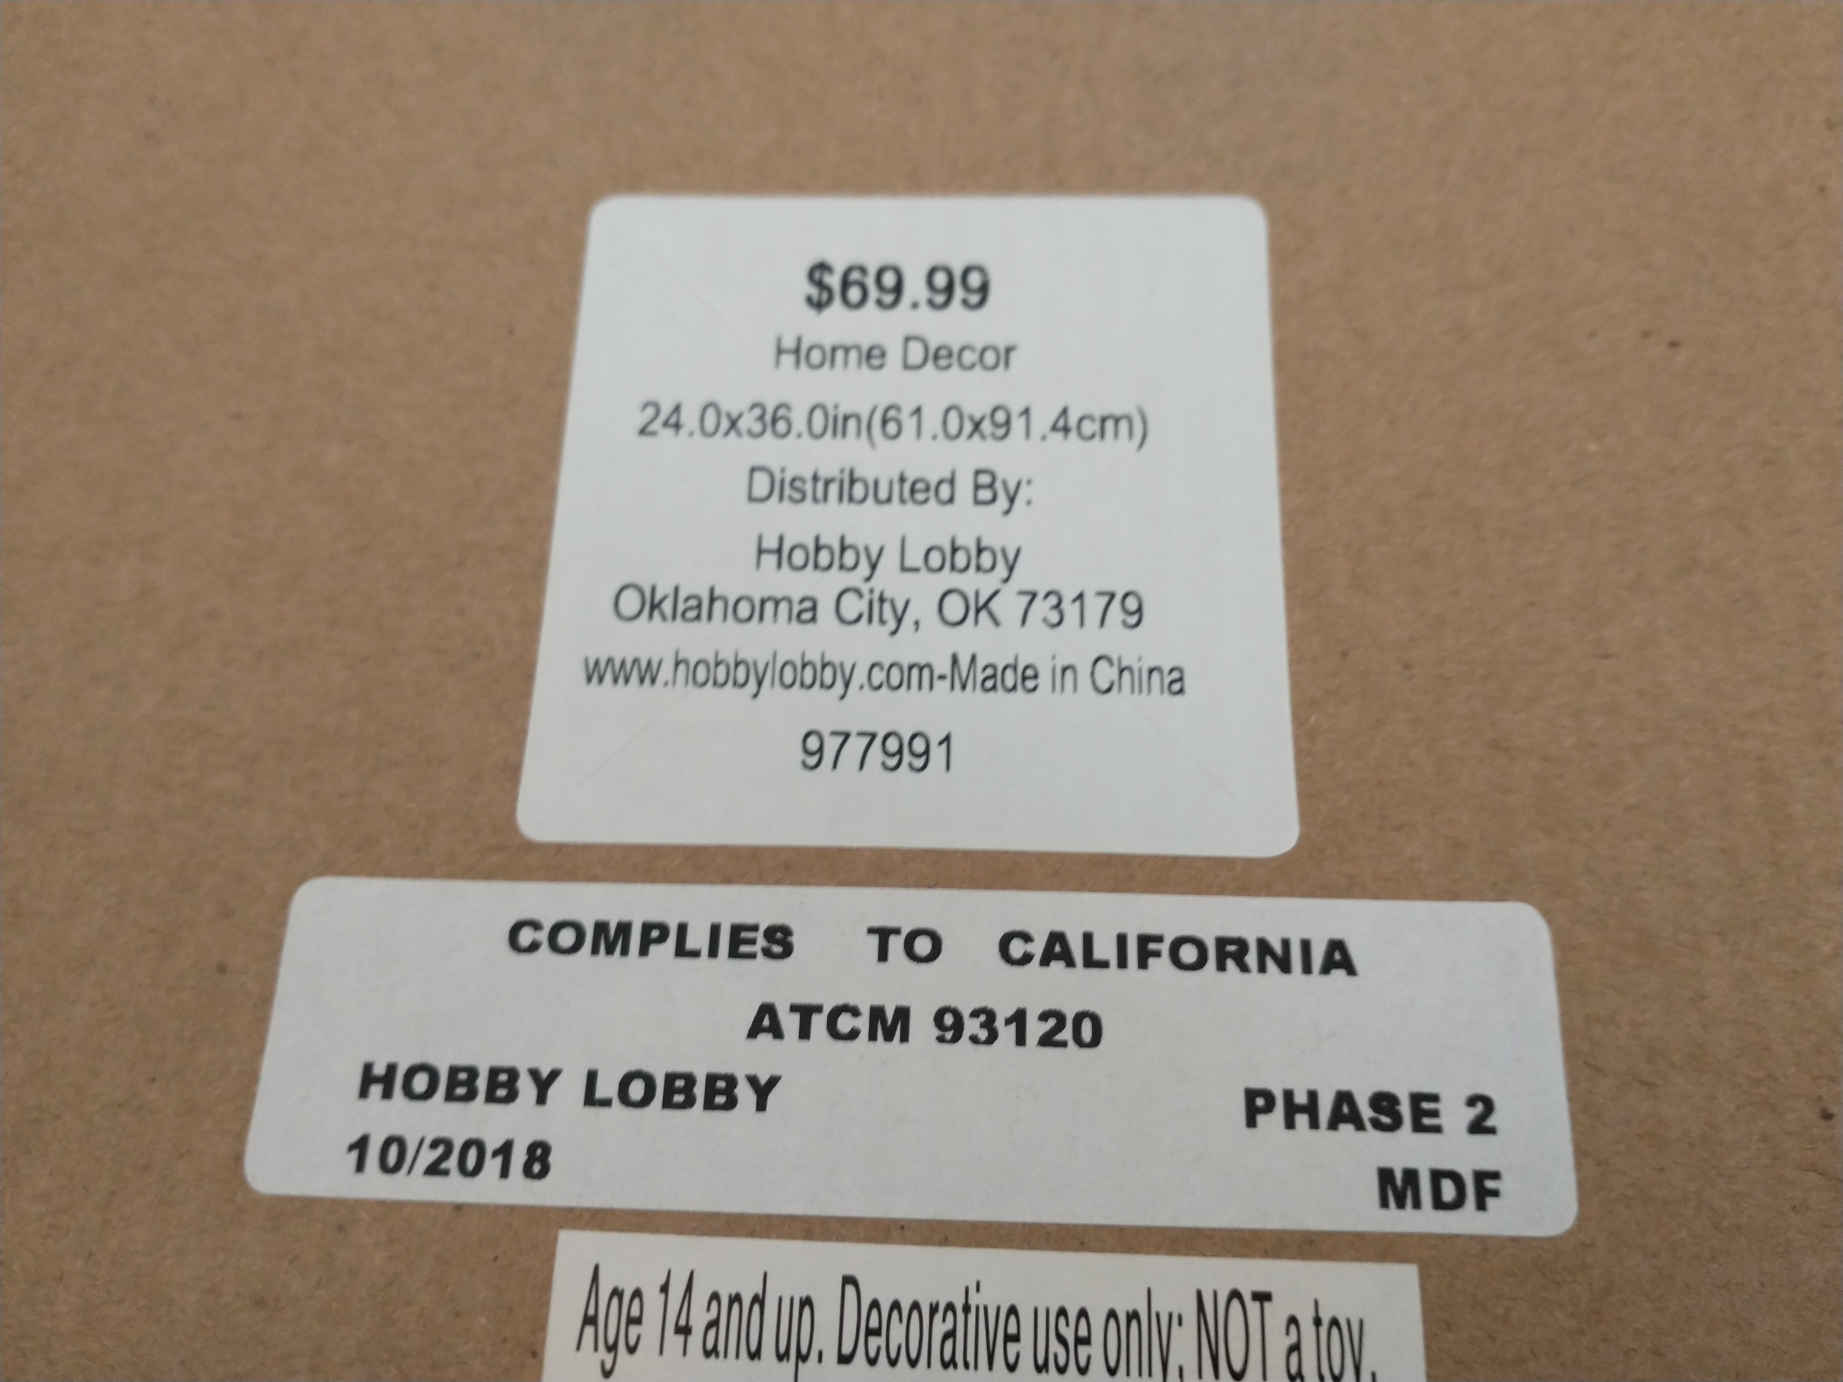 $69.99
Home Decor
24.0x36.0in(61.0x91.4cm)
Distributed By:
Hobby Lobby
Oklahoma City, OK 73179
www.hobbylobby.com-Made in China
977991
COMPLIES TO CALIFORNIA
ATCM 93120
HOBBY LOBBY
PHASE 2
10/2018
MDF
Age 14 and up. Decorative use only; NOT a toy.